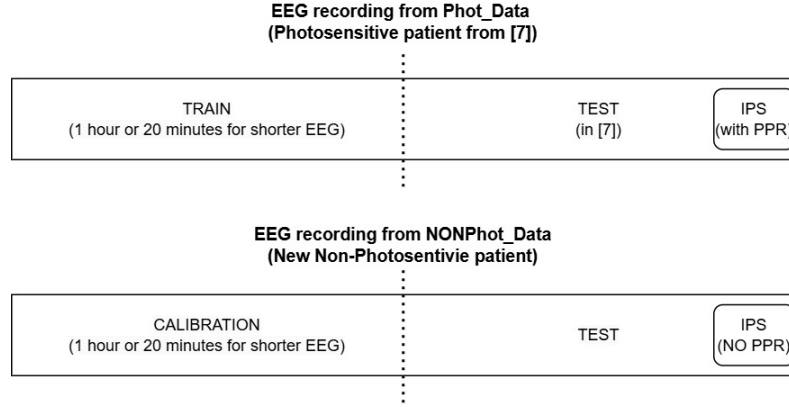 EEG recording from Phot_Data
(Photosensitive patient from [7])
TRAIN
(1 hour or 20 minutes for shorter EEG)
TEST
(in [7])
IPS
(with PPR)
EEG recording from NONPhot_Data
(New Non-Photosentivie patient)
CALIBRATION
(1 hour or 20 minutes for shorter EEG)
TEST
IPS
(NO PPR)